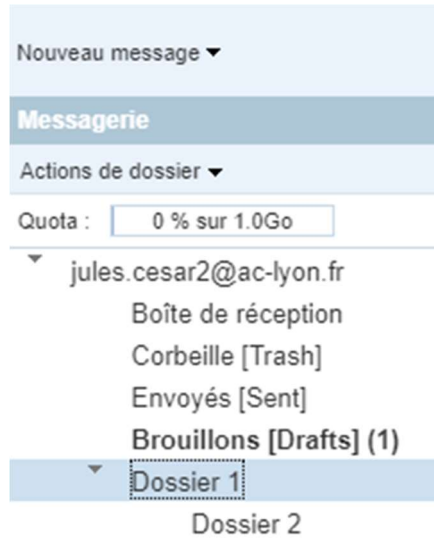 Nouveau message
Messagerie
Actions de dossier
Quota : 0 % sur 1.0Go
jules.cesar2@ac-lyon.fr
Boîte de réception
Corbeille [Trash]
Envoyés [Sent]
Brouillons [Drafts] (1)
Dossier 1
Dossier 2